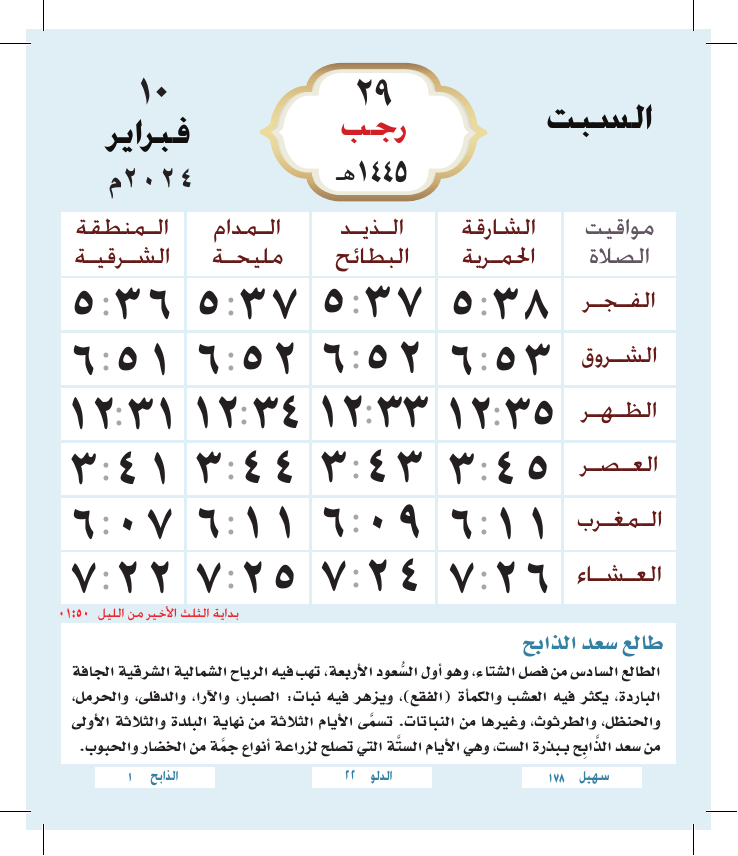 السبت
٢٩
رجب
١٤٤٥هـ
١٠
فبراير
٢٠٢٤م
مواقيت الصلاة الشارقة الحمرية الذيد البطائح المدام مليحة المنطقة الشرقية
الفجر ٥:٣٨ ٥:٣٧ ٥:٣٧ ٥:٣٦
الشروق ٦:٥٣ ٦:٥٢ ٦:٥٢ ٦:٥١
الظهر ١٢:٣٥ ١٢:٣٣ ١٢:٣٤ ١٢:٣١
العصر ٣:٤٥ ٣:٤٣ ٣:٤٤ ٣:٤١
المغرب ٦:١١ ٦:٠٩ ٦:١١ ٦:٠٧
العشاء ٧:٢٦ ٧:٢٤ ٧:٢٥ ٧:٢٢
بداية الثلث الأخير من الليل ٠١:٥٠
طالع سعد الذابح
الطالع السادس من فصل الشتاء، وهو أول السُّعود الأربعة، تهب فيه الرياح الشمالية الشرقية الجافة
الباردة، يكثر فيه العشب والكمأة (الفقع)، ويزهر فيه نبات: الصبار، والآرا، والدفلى، والحرمل،
والحنظل، والطرثوث، وغيرها من النباتات. تسمَّى الأيام الثلاثة من نهاية البلدة والثلاثة الأولى
من سعد الذَّابِح ببذرة الست، وهي الأيام الستَّة التي تصلح لزراعة أنواع جمَّة من الخضار والحبوب.
سهيل ١٧٨
الدلو ٢٢
الذابح ١